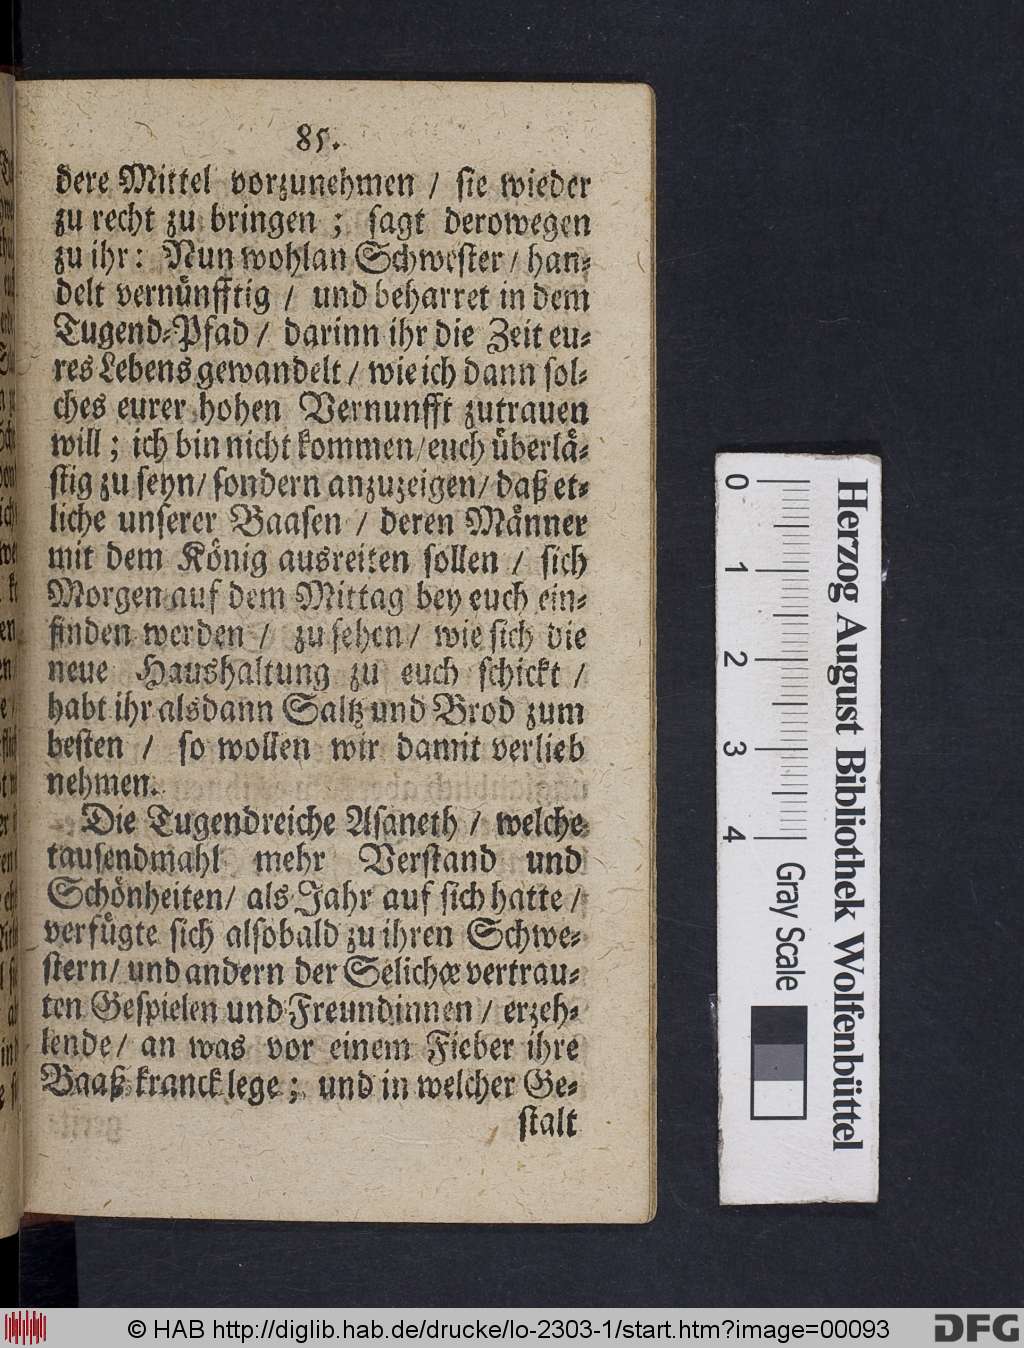 85.
dere Mittel vorzunehmen / sie wieder
zu recht zu bringen ; sagt derowegen
zu ihr: Nun wohlan Schwester / han-
delt vernünfftig / und beharret in dem
Tugend-Pfad / darinn ihr die Zeit eu-
res Lebens gewandelt / wie ich dann sol-
ches eurer hohen Vernunfft zutrauen
will ; ich bin nicht kommen / euch überlä-
stig zu seyn / sondern anzuzeigen / daß et-
liche unserer Baasen / deren Männer
mit dem König ausreiten sollen / sich
Morgen auf dem Mittag bey euch ein-
finden werden / zu sehen / wie sich die
neue Haushaltung zu euch schickt /
habt ihr alsdann Saltz und Brod zum
besten / so wollen wir damit verlieb
nehmen.
Die Tugendreiche Asaneth / welche
tausendmahl mehr Verstand und
Schönheiten / als Jahr auf sich hatte /
verfügte sich alsobald zu ihren Schwe-
stern / und andern der Selichœ vertrau-
ten Gespielen und Freundinnen / erzeh-
lende / an was vor einem Fieber ihre
Baaß kranck lege ; und in welcher Ge-
stalt
Herzog August Bibliothek Wolfenbüttel
0 1 2 3 4
Gray Scale
© HAB http://diglib.hab.de/drucke/lo-2303-1/start.htm?image=00093
DFG